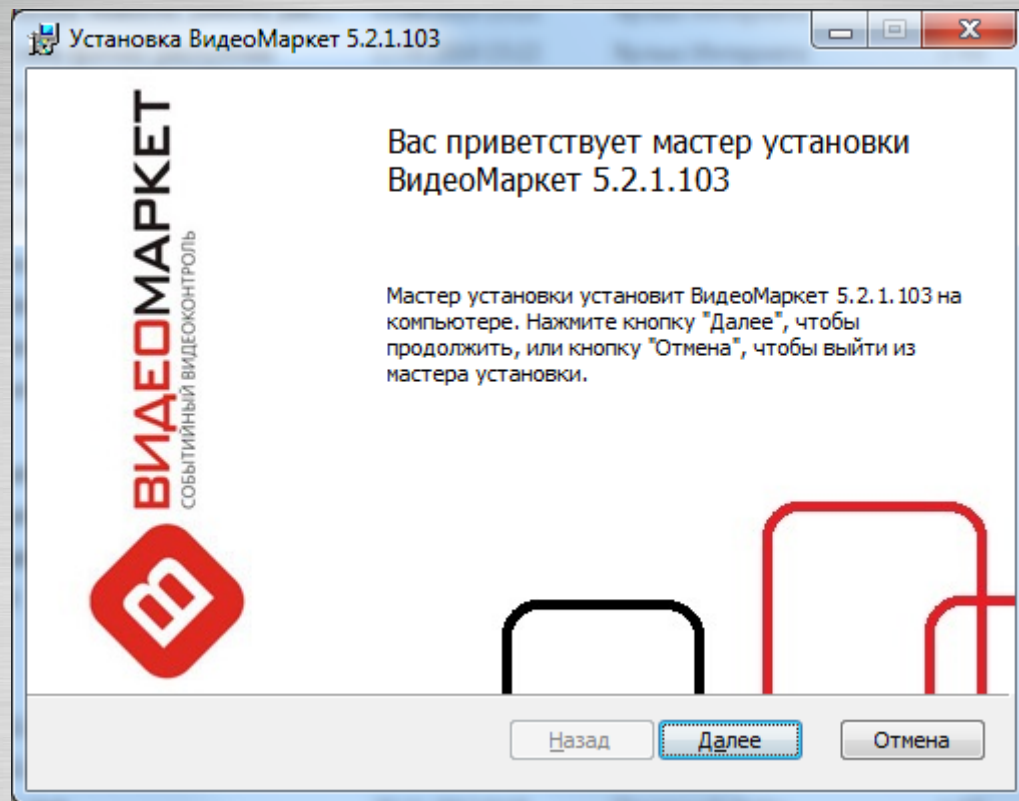 Установка ВидеоМаркет 5.2.1.103
ВИДЕОМАРКЕТ
СОБЫТИЙНЫЙ ВИДЕОКОНТРОЛЬ
В
Вас приветствует мастер установки
ВидеоМаркет 5.2.1.103
Мастер установки установит ВидеоМаркет 5.2.1.103 на
компьютере. Нажмите кнопку "Далее", чтобы
продолжить, или кнопку "Отмена", чтобы выйти из
мастера установки.
Назад
Далее
Отмена